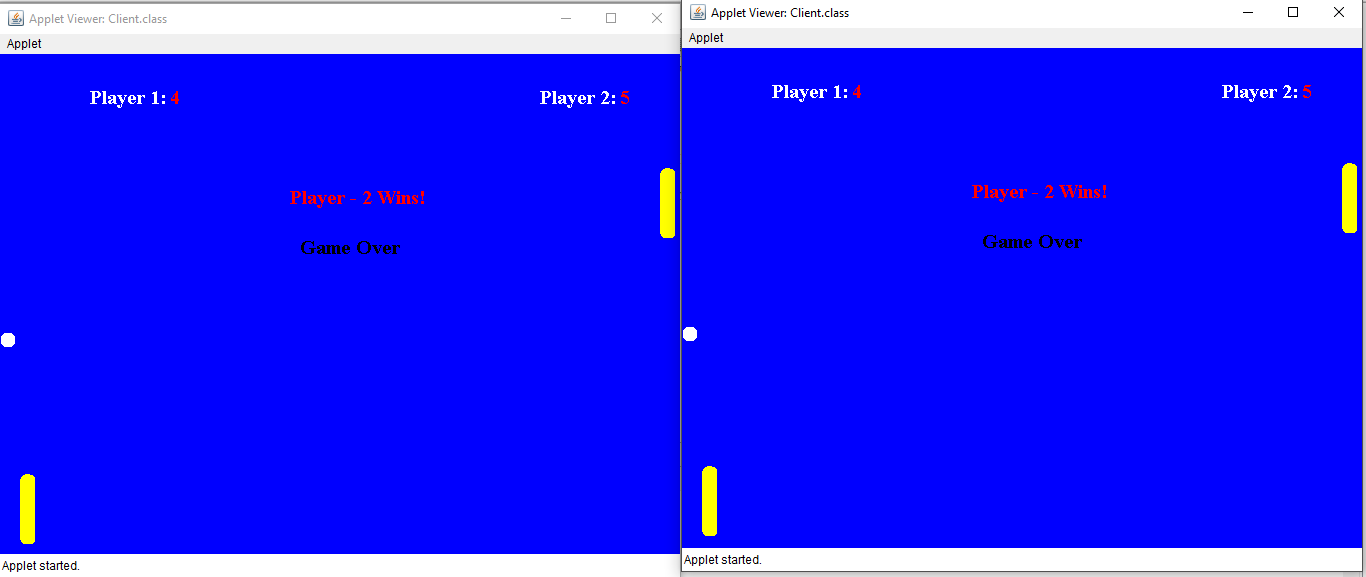 Applet Viewer: Client.class
Applet
Player 1: 4
Player 2: 5
Player - 2 Wins!
Game Over
Applet started.
Applet Viewer: Client.class
Applet
Player 1: 4
Player 2: 5
Player - 2 Wins!
Game Over
Applet started.